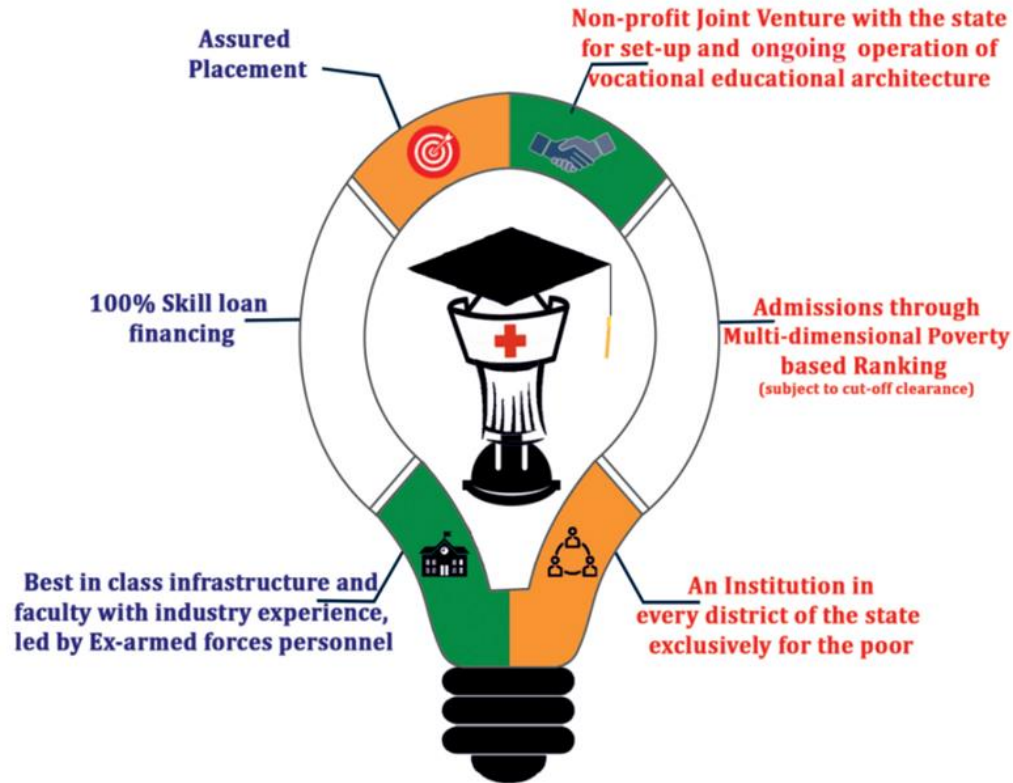 Assured
Placement
Non-profit Joint Venture with the state
for set-up and ongoing operation of
vocational educational architecture
100% Skill loan
financing
Admissions through
Multi-dimensional Poverty
based Ranking
(subject to cut-off clearance)
Best in class infrastructure and
faculty with industry experience,
led by Ex-armed forces personnel
An Institution in
every district of the state
exclusively for the poor